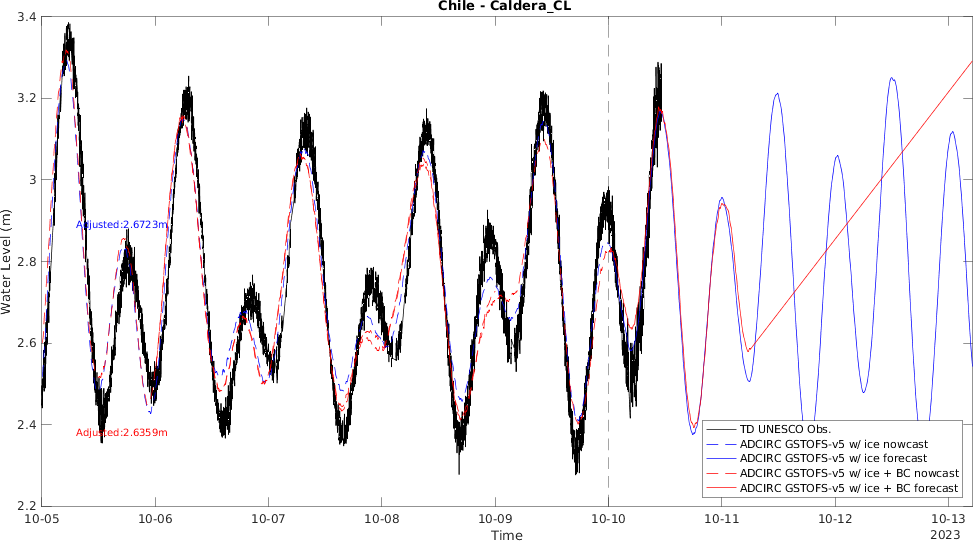 Chile - Caldera_CL
3.4
3.2
3
2.8
2.6
2.4
2.2
Water Level (m)
Adjusted:2.6723m
Adjusted:2.6359m
TD UNESCO Obs.
ADCIRC GSTOFS-v5 w/ ice nowcast
ADCIRC GSTOFS-v5 w/ ice forecast
ADCIRC GSTOFS-v5 w/ ice + BC nowcast
ADCIRC GSTOFS-v5 w/ ice + BC forecast
10-05 10-06 10-07 10-08 10-09 10-10 10-11 10-12 10-13
Time 2023